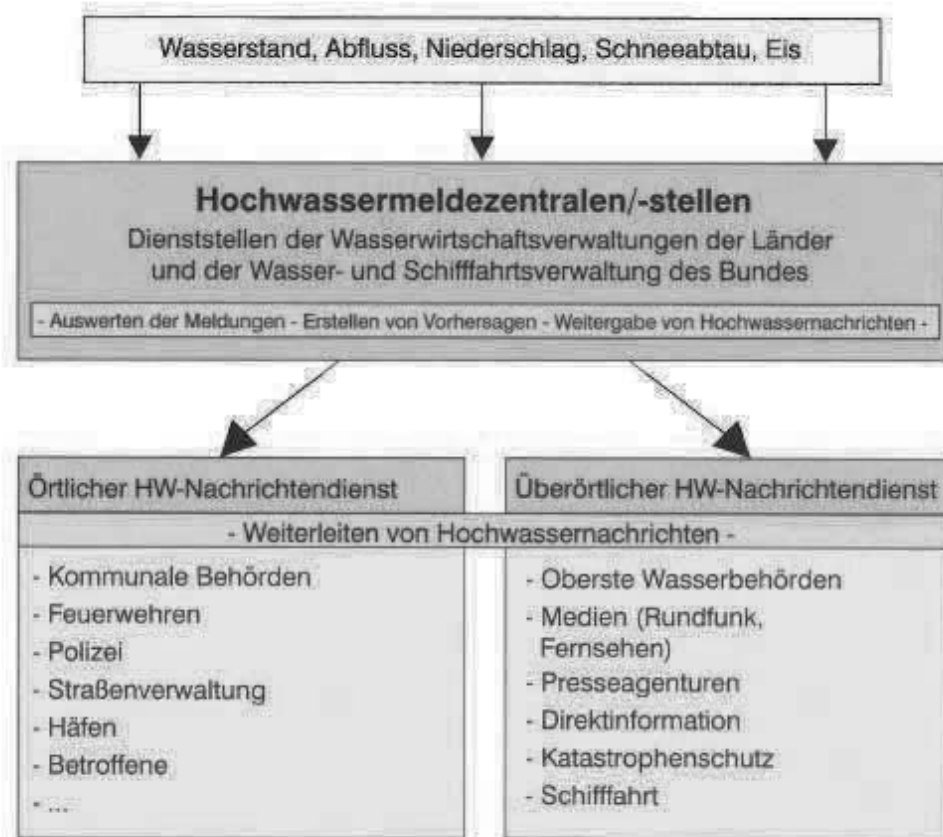 Wasserstand, Abfluss, Niederschlag, Schneeabtau, Eis
Hochwassermeldezentralen/-stellen
Dienststellen der Wasserwirtschaftsverwaltungen der Länder
und der Wasser- und Schifffahrtsverwaltung des Bundes
- Auswerten der Meldungen - Erstellen von Vorhersagen - Weitergabe von Hochwassernachrichten -
Örtlicher HW-Nachrichtendienst
Überörtlicher HW-Nachrichtendienst
- Weiterleiten von Hochwassernachrichten -
- Kommunale Behörden
- Feuerwehren
- Polizei
- Straßenverwaltung
- Häfen
- Betroffene
- ...
- Oberste Wasserbehörden
- Medien (Rundfunk,
Fernsehen)
- Presseagenturen
- Direktinformation
- Katastrophenschutz
- Schifffahrt